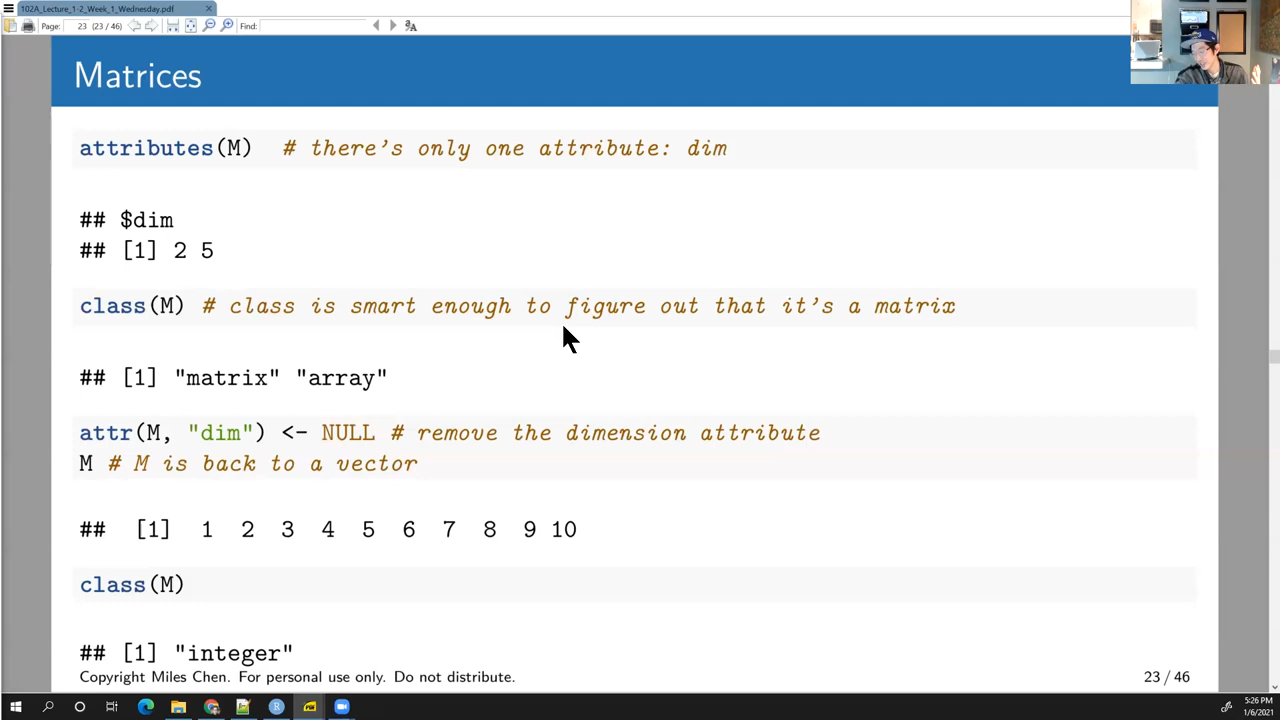 102A_Lecture_1-2_Week_1_Wednesday.pdf
Page: 23 (23 / 46) Find:
Matrices
attributes(M) # there's only one attribute: dim
## $dim
## [1] 2 5
class(M) # class is smart enough to figure out that it's a matrix
## [1] "matrix" "array"
attr(M, "dim") <- NULL # remove the dimension attribute
M # M is back to a vector
## [1] 1 2 3 4 5 6 7 8 9 10
class(M)
## [1] "integer"
Copyright Miles Chen. For personal use only. Do not distribute. 23 / 46
5:26 PM
1/6/2021